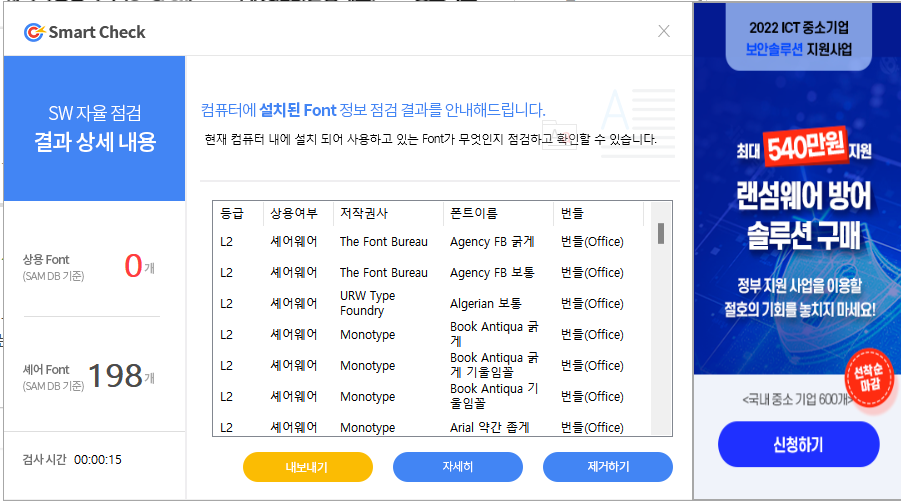 Smart Check
SW 자율 점검
결과 상세 내용
상용 Font
(SAM DB 기준)
0 개
셰어 Font
(SAM DB 기준)
198 개
검사 시간 00:00:15
컴퓨터에 설치된 Font 정보 점검 결과를 안내해드립니다.
현재 컴퓨터 내에 설치 되어 사용하고 있는 Font가 무엇인지 점검하고 확인할 수 있습니다.
등급 상용여부 저작권사 폰트이름 번들
L2 셰어웨어 The Font Bureau Agency FB 굵게 번들(Office)
L2 셰어웨어 The Font Bureau Agency FB 보통 번들(Office)
L2 셰어웨어 URW Type Foundry Algerian 보통 번들(Office)
L2 셰어웨어 Monotype Book Antiqua 굵게 번들(Office)
L2 셰어웨어 Monotype Book Antiqua 굵게 기울임꼴 번들(Office)
L2 셰어웨어 Monotype Book Antiqua 기울임꼴 번들(Office)
L2 셰어웨어 Monotype Arial 약간 좁게 번들(Office)
내보내기 자세히 제거하기
2022 ICT 중소기업
보안솔루션 지원사업
최대 540만원 지원
랜섬웨어 방어
솔루션 구매
정부 지원 사업을 이용할
절호의 기회를 놓치지 마세요!
선착순
마감
<국내 중소 기업 600개>
신청하기